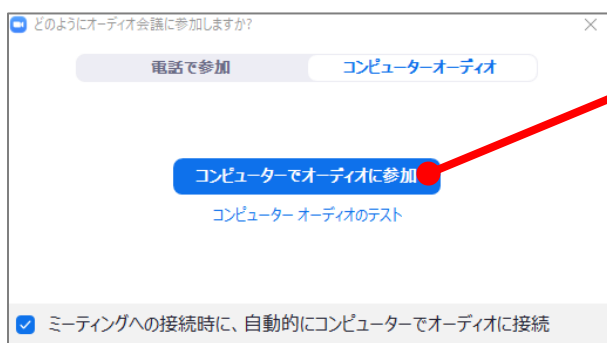 どのようにオーディオ会議に参加しますか?
電話で参加 コンピューターオーディオ
コンピューターでオーディオに参加
コンピューター オーディオのテスト
ミーティングへの接続時に、自動的にコンピューターでオーディオに接続